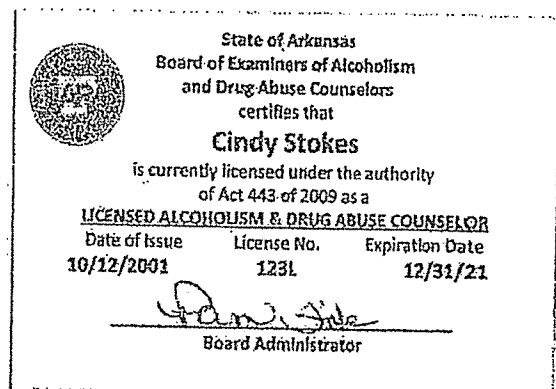 State of Arkansas
Board of Examiners of Alcoholism
and Drug Abuse Counselors
certifies that
Cindy Stokes
is currently licensed under the authority
of Act 443 of 2009 as a
LICENSED ALCOHOLISM & DRUG ABUSE COUNSELOR
Date of Issue License No. Expiration Date
10/12/2001 123L 12/31/21
Board Administrator